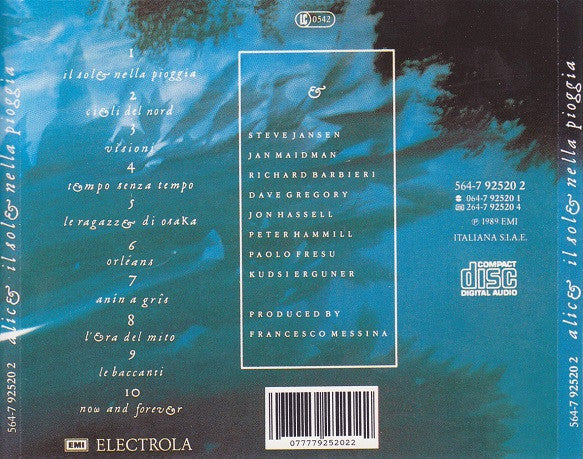 LC 0542
1
il sole nella pioggia
2
cieli del nord
3
visioni
4
tempo senza tempo
5
le ragazze di osaka
6
orléans
7
anin a grîs
8
l'era del mito
9
le baccanti
10
now and forever
EMI ELECTROLA
&
STEVE JANSEN
JAN MAIDMAN
RICHARD BARBIERI
DAVE GREGORY
JON HASSELL
PETER HAMMILL
PAOLO FRESU
KUDSI ERGUNER
PRODUCED BY
FRANCESCO MESSINA
077779252022
564-7 92520 2
064-7 92520 1
264-7 92520 4
℗ 1989 EMI
ITALIANA S.I.A.E.
COMPACT
disc
DIGITAL AUDIO
564-7 92520 2 alice il sole nella pioggia
564-7 92520 2 alice il sole nella pioggia